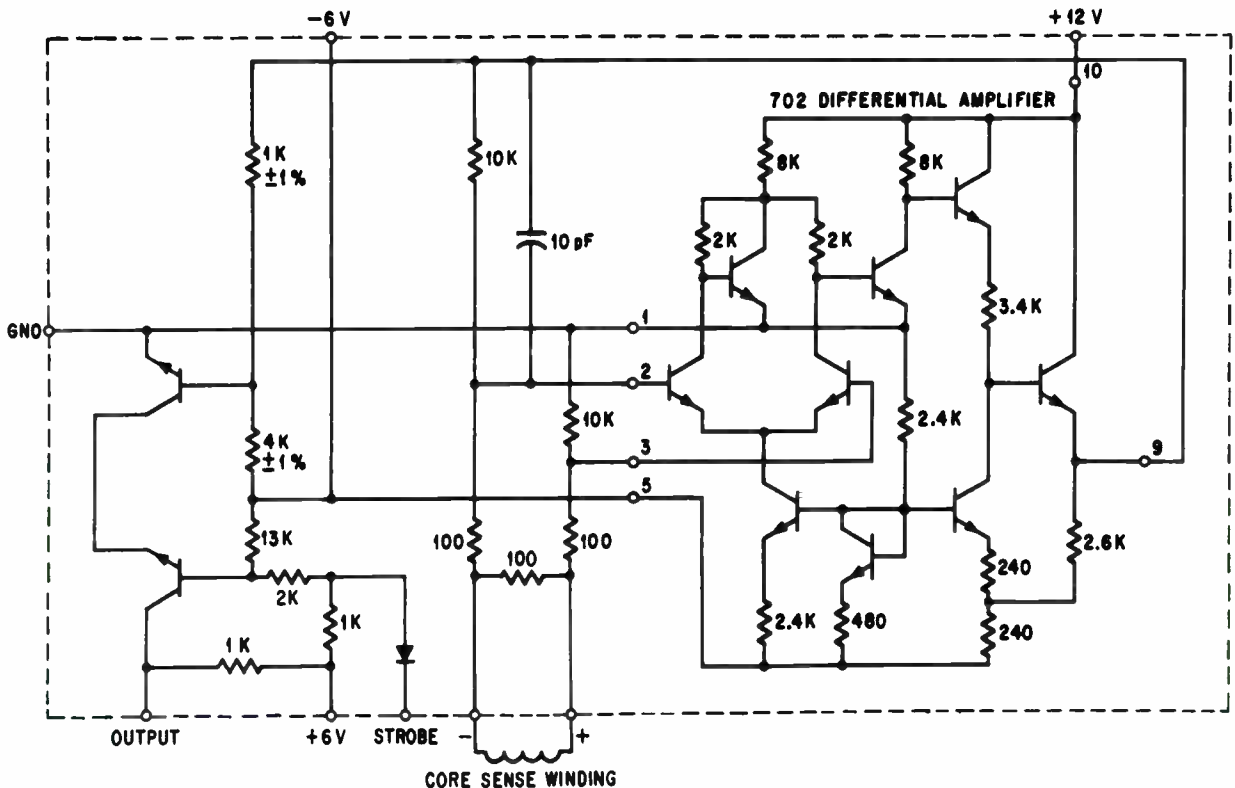 -6 V
+12 V
10
702 DIFFERENTIAL AMPLIFIER
1K
±1%
10K
8K
8K
10 pF
2K
2K
3.4K
GND
1
2
10K
2.4K
4K
±1%
3
9
5
13K
100
100
100
2.6K
240
2K
1K
2.4K
480
240
1K
OUTPUT
+6 V
STROBE
-
+
CORE SENSE WINDING